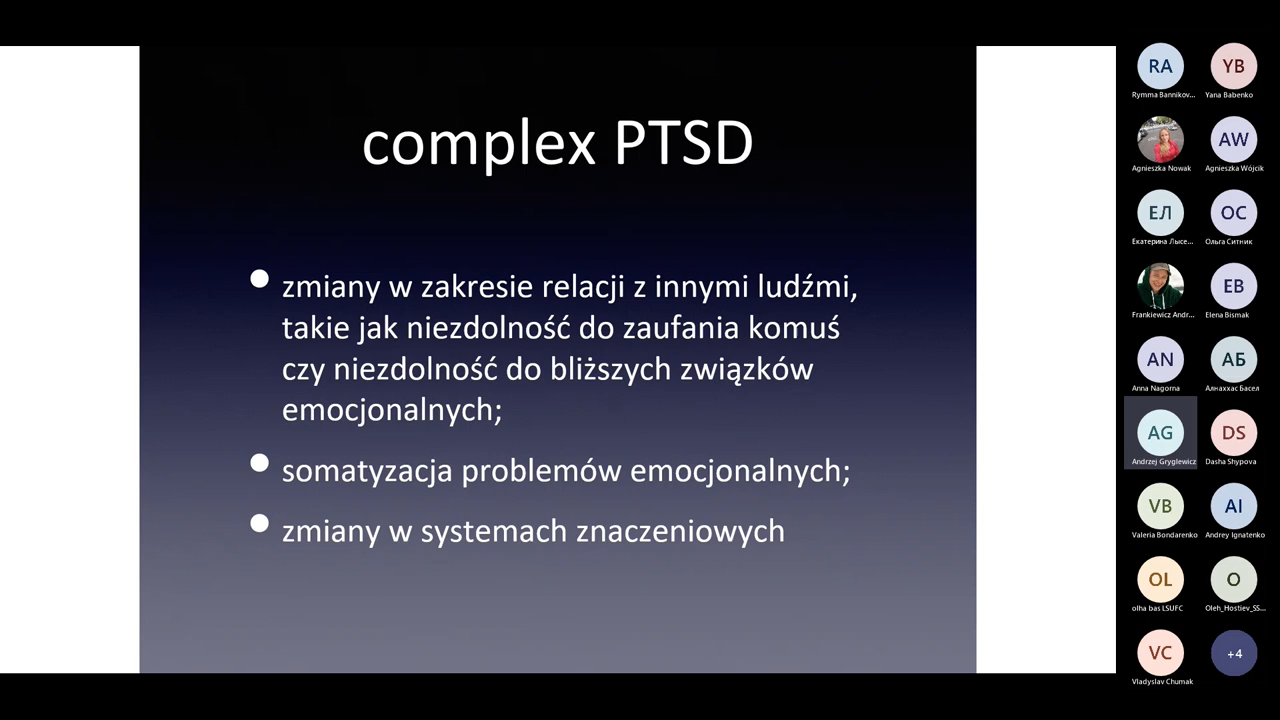 complex PTSD
zmiany w zakresie relacji z innymi ludźmi,
takie jak niezdolność do zaufania komuś
czy niezdolność do bliższych związków
emocjonalnych;
somatyzacja problemów emocjonalnych;
zmiany w systemach znaczeniowych
RA
Rymma Bannikov...
YB
Yana Babenko
Agnieszka Nowak
AW
Agnieszka Wójcik
ЕЛ
Екатерина Лысе...
ОС
Ольга Ситник
Frankiewicz Andr...
EB
Elena Bismak
AN
Anna Nagorna
АБ
Алнаххас Басел
AG
Andrzej Gryglewicz
DS
Dasha Shypova
VB
Valeria Bondarenko
AI
Andrey Ignatenko
OL
olha bas LSUFC
O
Oleh_Hostiev_SS...
VC
Vladyslav Chumak
+4